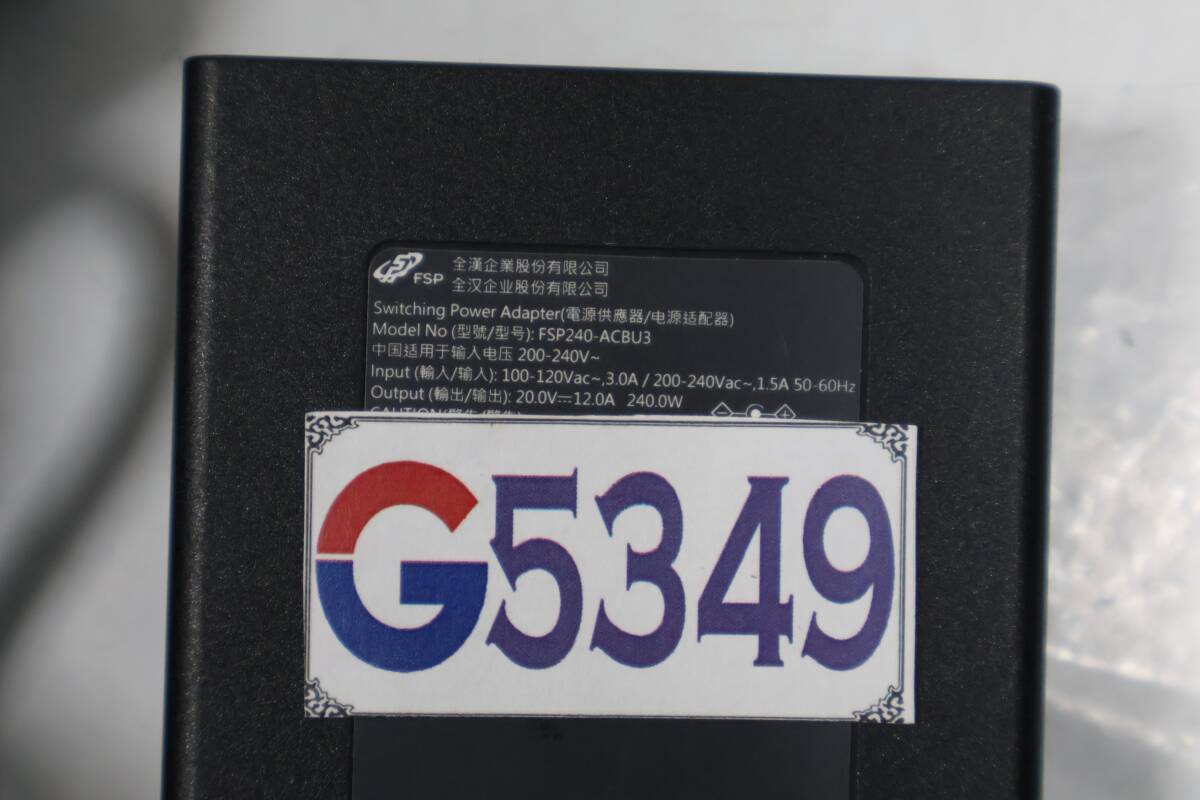 FSP
全漢企業股份有限公司
全汉企业股份有限公司
Switching Power Adapter(電源供應器/电源适配器)
Model No (型號/型号): FSP240-ACBU3
中国适用于输入电压 200-240V~
Input (輸入/输入): 100-120Vac~,3.0A / 200-240Vac~,1.5A 50-60Hz
Output (輸出/输出): 20.0V⎓12.0A 240.0W
G5349